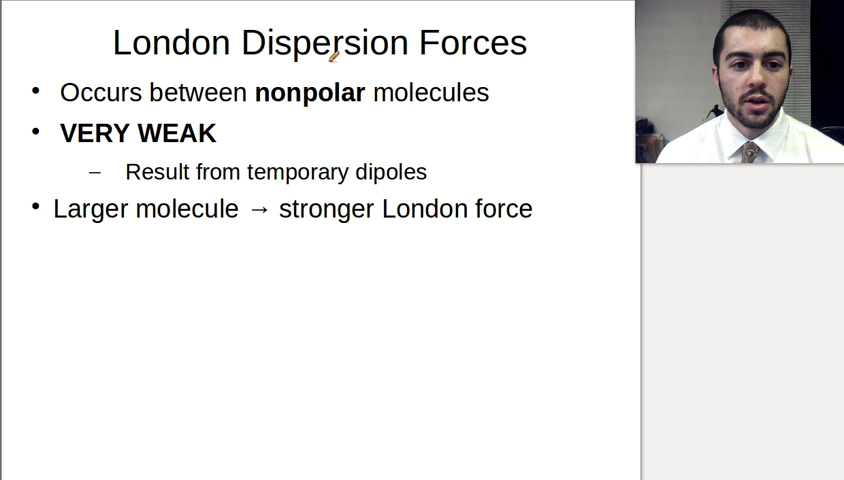 London Dispersion Forces
• Occurs between nonpolar molecules
• VERY WEAK
– Result from temporary dipoles
• Larger molecule → stronger London force